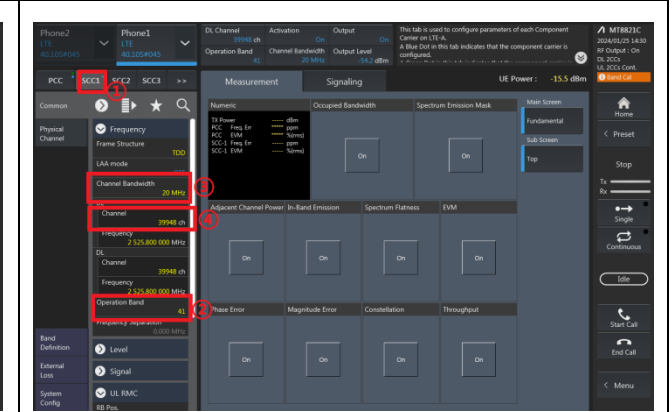 Phone2
LTE
40.105#045
Phone1
LTE
40.105#045
DL Channel
39948 ch
Activation
On
Output
On
Operation Band
41
Channel Bandwidth
20 MHz
Output Level
-54.2 dBm
This tab is used to configure parameters of each Component
Carrier on LTE-A.
A Blue Dot in this tab indicates that the component carrier is
configured.
MT8821C
2024/01/25 14:30
RF Output : On
DL 2CCs
UL 2CCs Cont.
Band Cal
PCC
SCC1
SCC2
SCC3
>>
①
Measurement
Signaling
UE Power : -15.5 dBm
Common
Physical
Channel
Band
Definition
External
Loss
System
Config
Frequency
Frame Structure
TDD
LAA mode
Channel Bandwidth
20 MHz
③
UL
Channel
39948 ch
④
Frequency
2 525.800 000 MHz
DL
Channel
39948 ch
Frequency
2 525.800 000 MHz
Operation Band
41
②
Frequency Separation
0.000 MHz
Level
Signal
UL RMC
RB Pos.
Numeric
TX Power ----- dBm
PCC Freq. Err ----- ppm
PCC EVM ----- %(rms)
SCC-1 Freq. Err ----- ppm
SCC-1 EVM ----- %(rms)
Occupied Bandwidth
On
Spectrum Emission Mask
On
Main Screen
Fundamental
Sub Screen
Top
Adjacent Channel Power
On
In-Band Emission
On
Spectrum Flatness
On
EVM
On
Phase Error
On
Magnitude Error
On
Constellation
On
Throughput
On
Home
Preset
Stop
Tx
Rx
Single
Continuous
Idle
Start Call
End Call
Menu